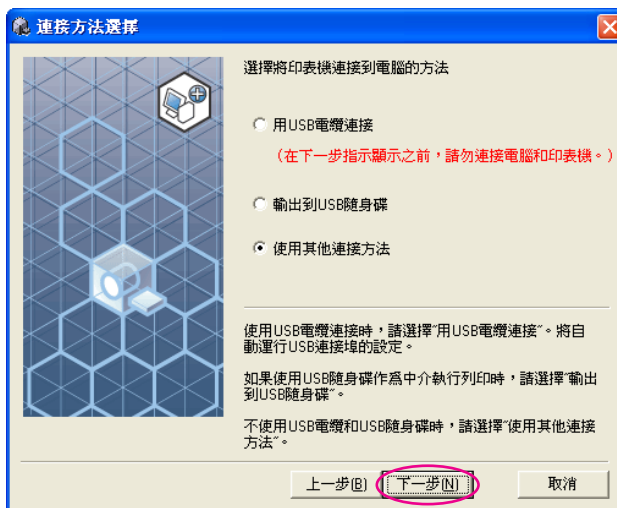 連接方法選擇
選擇將印表機連接到電腦的方法
用USB電纜連接
（在下一步指示顯示之前，請勿連接電腦和印表機。）
輸出到USB隨身碟
使用其他連接方法
使用USB電纜連接時，請選擇"用USB電纜連接"。將自
動運行USB連接埠的設定。
如果使用USB隨身碟作爲中介執行列印時，請選擇"輸出
到USB隨身碟"。
不使用USB電纜和USB隨身碟時，請選擇"使用其他連接
方法"。
上一步(B) 下一步(N) 取消